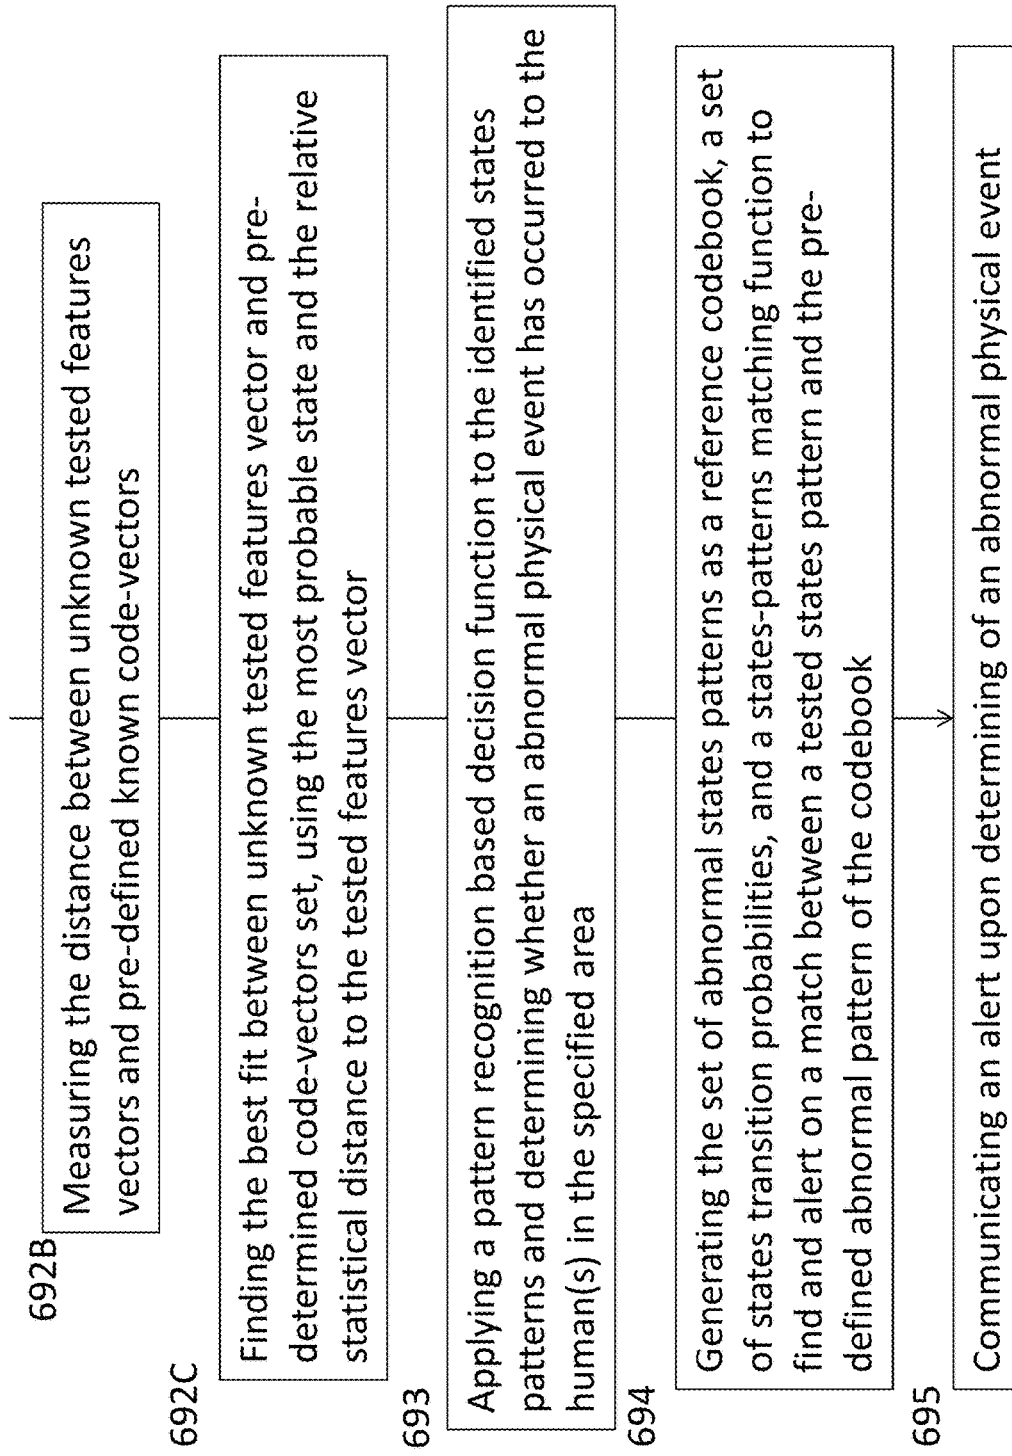 692B
Measuring the distance between unknown tested features
vectors and pre-defined known code-vectors
692C
Finding the best fit between unknown tested features vector and pre-
determined code-vectors set, using the most probable state and the relative
statistical distance to the tested features vector
693
Applying a pattern recognition based decision function to the identified states
patterns and determining whether an abnormal physical event has occurred to the
human(s) in the specified area
694
Generating the set of abnormal states patterns as a reference codebook, a set
of states transition probabilities, and a states-patterns matching function to
find and alert on a match between a tested states pattern and the pre-
defined abnormal pattern of the codebook
695
Communicating an alert upon determining of an abnormal physical event